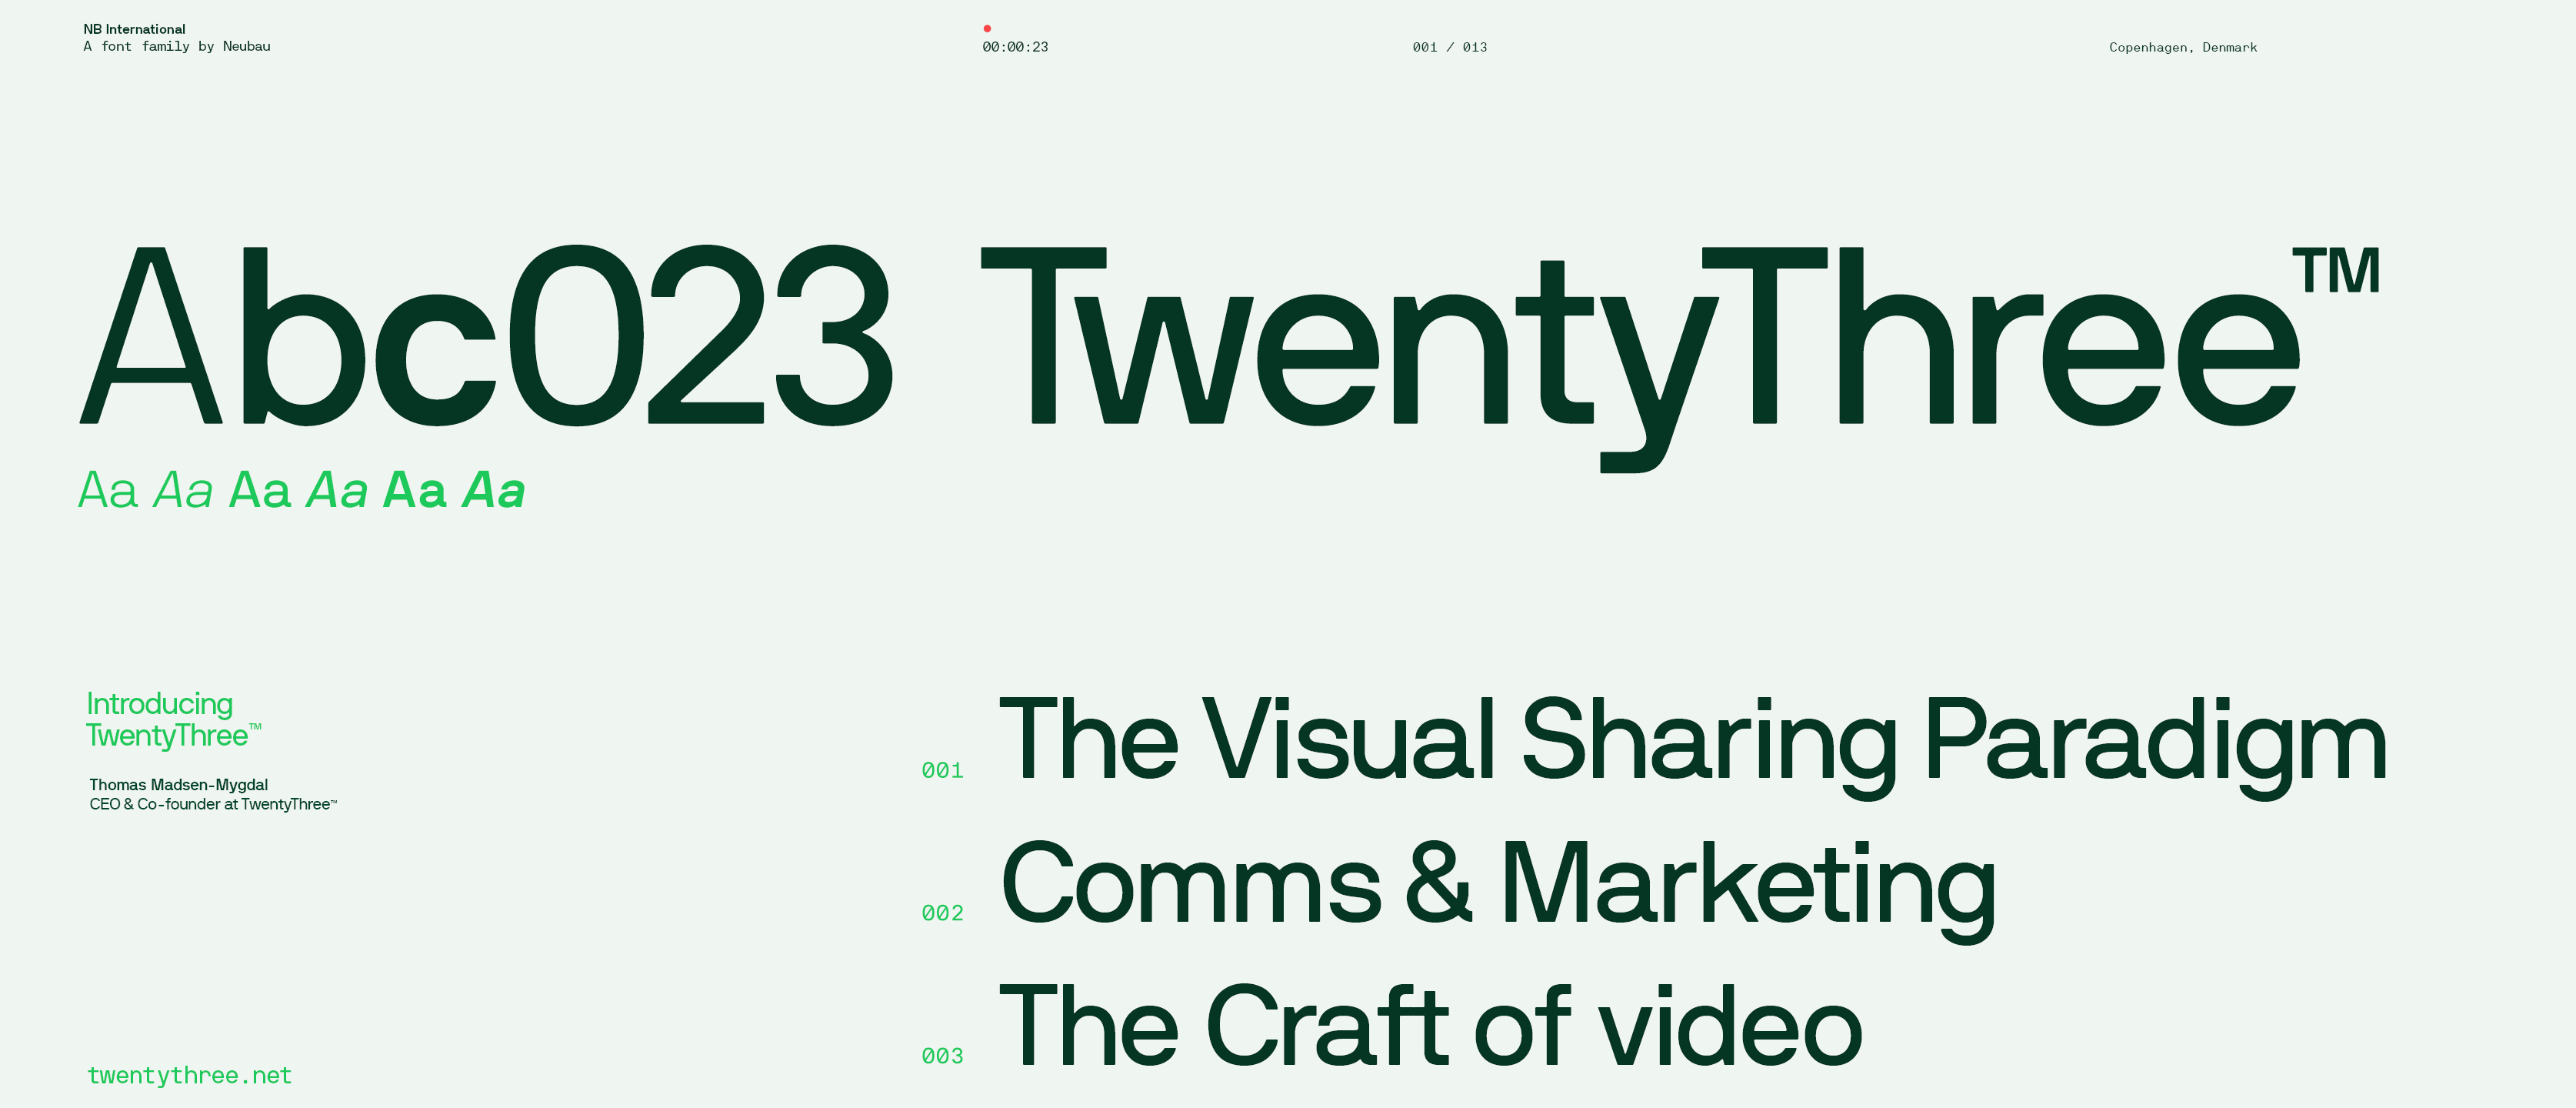 NB International
A font family by Neubau
00:00:23
001 / 013
Copenhagen, Denmark
Abc023 TwentyThree™
Aa Aa Aa Aa Aa Aa
Introducing
TwentyThree™
Thomas Madsen-Mygdal
CEO & Co-founder at TwentyThree™
001 The Visual Sharing Paradigm
002 Comms & Marketing
003 The Craft of video
twentythree.net